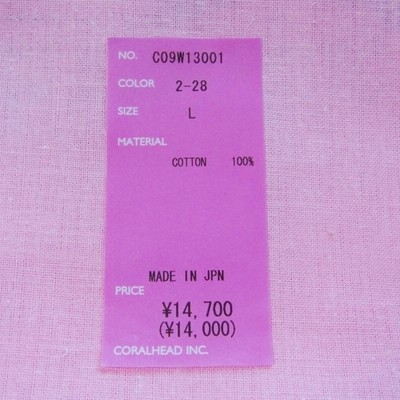 NO. C09W13001
COLOR 2-28
SIZE L
MATERIAL
COTTON 100%
MADE IN JPN
PRICE
¥14,700
(¥14,000)
CORALHEAD INC.